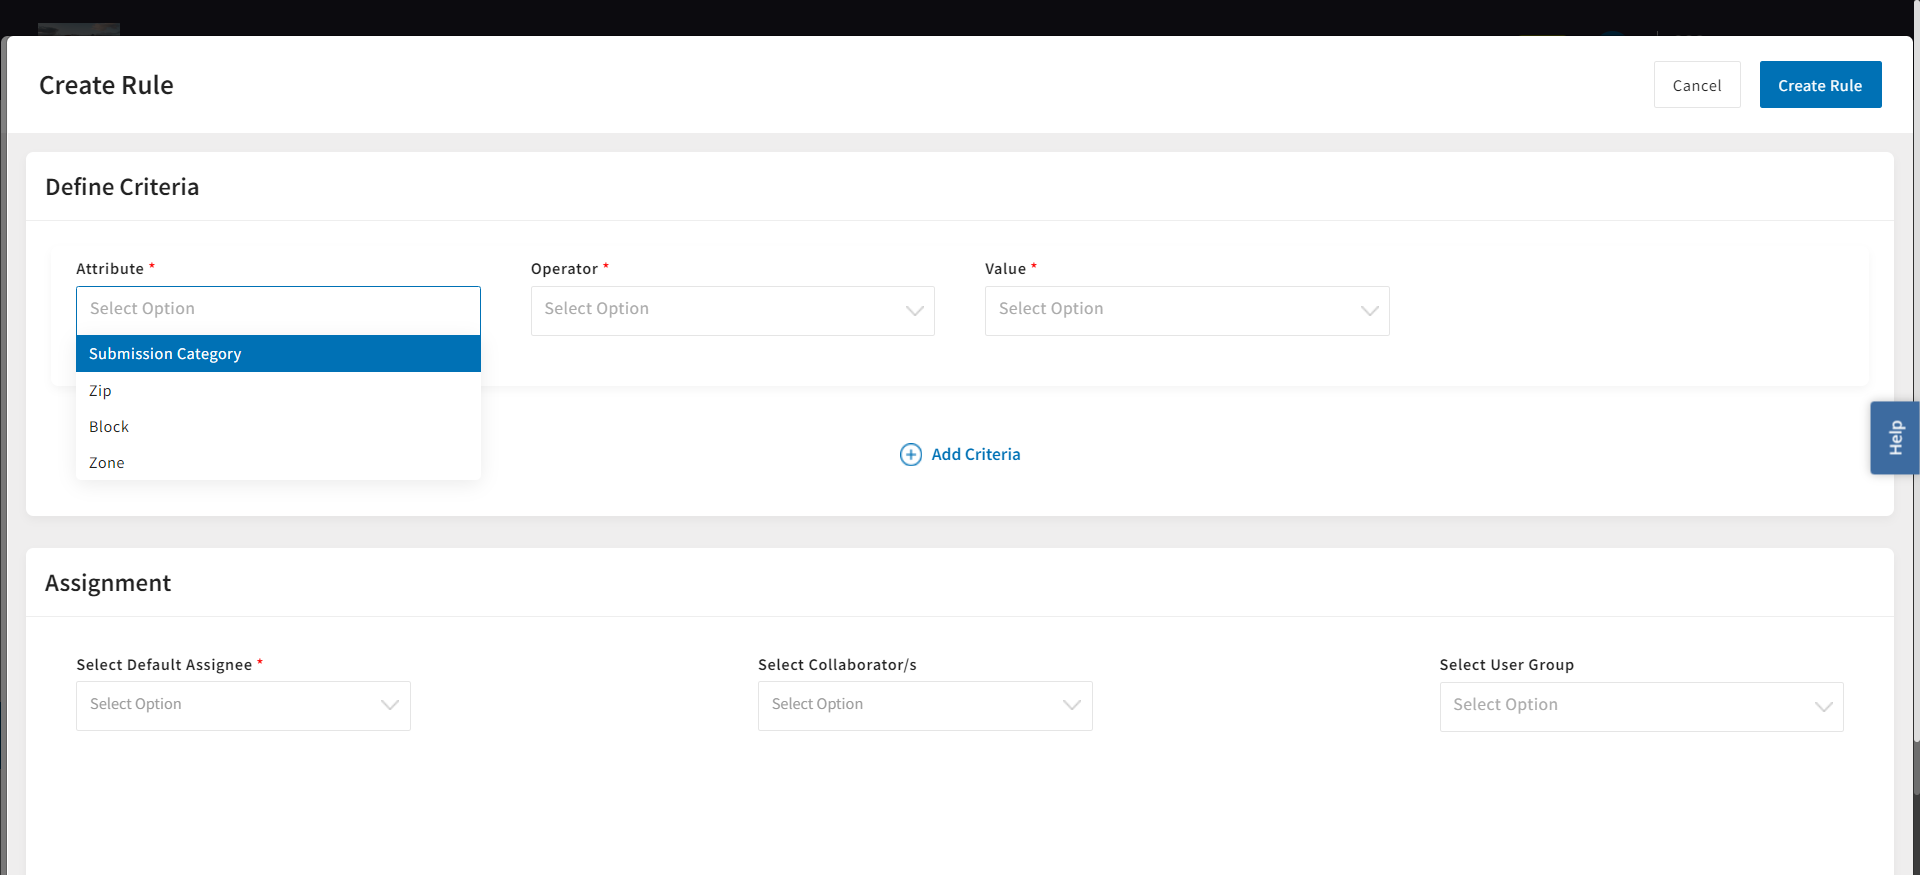 Create Rule
Cancel
Create Rule
Define Criteria
Attribute *
Operator *
Value *
Select Option
Select Option
Select Option
Submission Category
Zip
Block
Zone
Add Criteria
Help
Assignment
Select Default Assignee *
Select Collaborator/s
Select User Group
Select Option
Select Option
Select Option